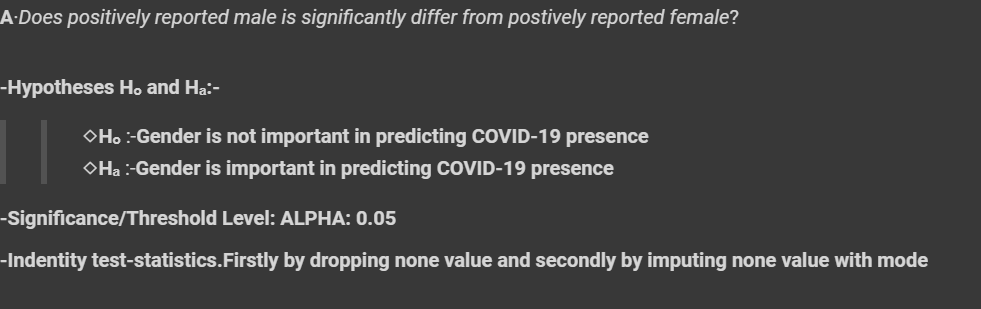 A·Does positively reported male is significantly differ from postively reported female?
-Hypotheses Hₒ and Hₐ:-
◇Hₒ :-Gender is not important in predicting COVID-19 presence
◇Hₐ :-Gender is important in predicting COVID-19 presence
-Significance/Threshold Level: ALPHA: 0.05
-Indentity test-statistics.Firstly by dropping none value and secondly by imputing none value with mode